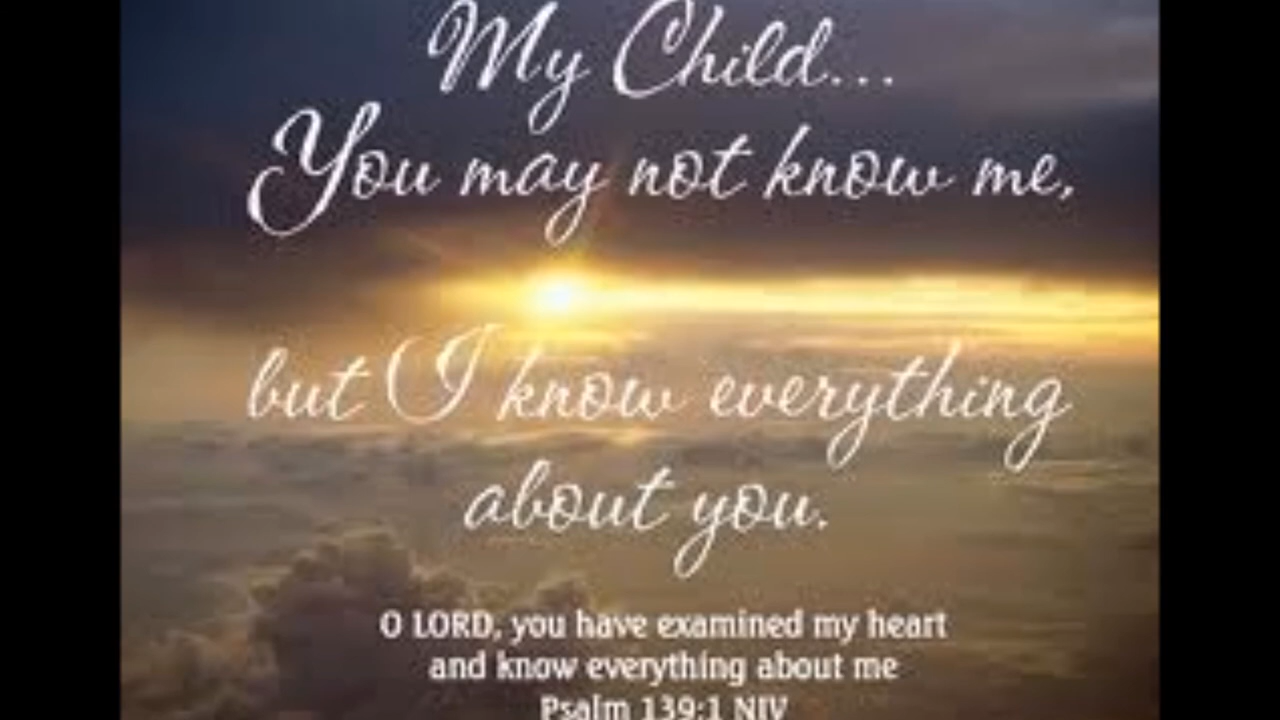 My Child...
You may not know me,
but I know everything
about you.
O LORD, you have examined my heart
and know everything about me
Psalm 139:1 NIV